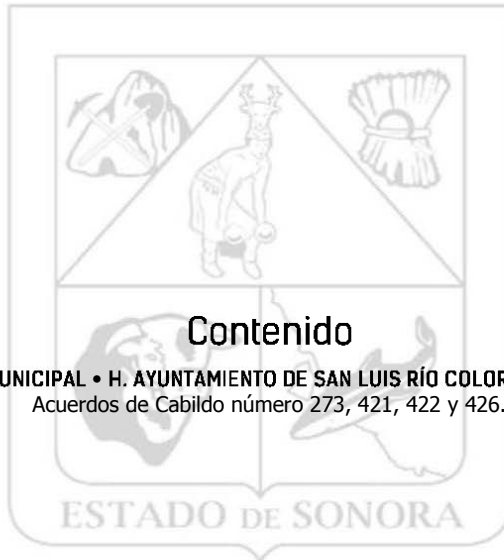 Contenido
UNICIPAL • H. AYUNTAMIENTO DE SAN LUIS RÍO COLOR
Acuerdos de Cabildo número 273, 421, 422 y 426.
ESTADO DE SONORA